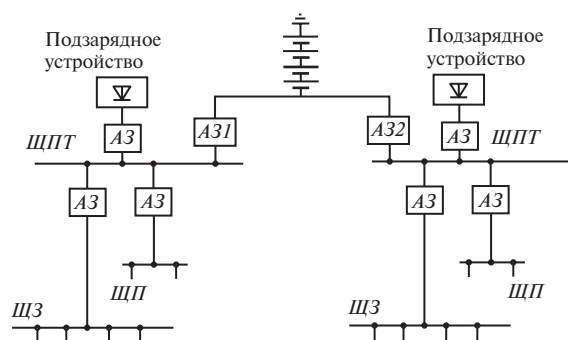 Подзарядное
устройство
Подзарядное
устройство
АЗ1
АЗ2
АЗ
АЗ
ЩПТ
ЩПТ
АЗ
АЗ
АЗ
АЗ
ЩП
ЩП
ЩЗ
ЩЗ